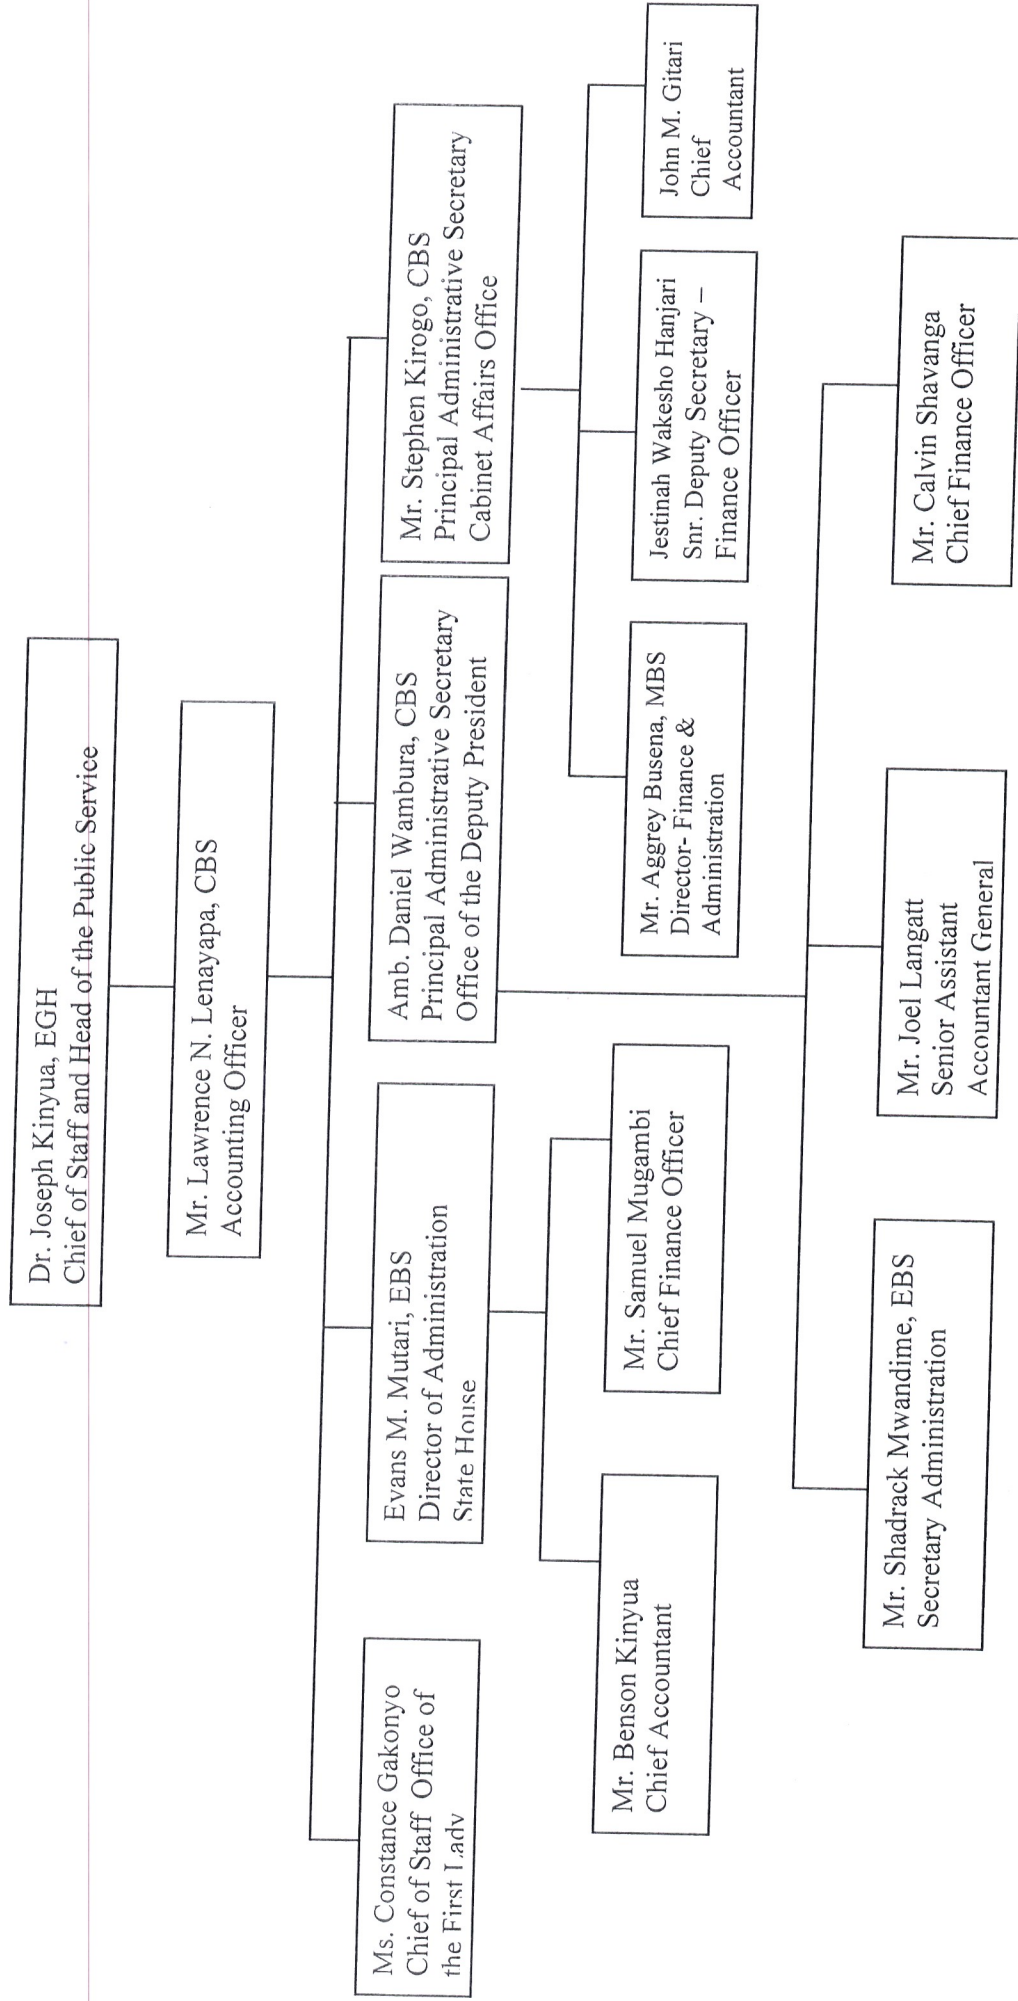 Dr. Joseph Kinyua, EGH
Chief of Staff and Head of the Public Service
Mr. Lawrence N. Lenayapa, CBS
Accounting Officer
Ms. Constance Gakonyo
Chief of Staff Office of
the First Lady
Evans M. Mutari, EBS
Director of Administration
State House
Amb. Daniel Wambura, CBS
Principal Administrative Secretary
Office of the Deputy President
Mr. Stephen Kirogo, CBS
Principal Administrative Secretary
Cabinet Affairs Office
Mr. Benson Kinyua
Chief Accountant
Mr. Samuel Mugambi
Chief Finance Officer
Mr. Aggrey Busena, MBS
Director- Finance &
Administration
Jestinah Wakesho Hanjari
Snr. Deputy Secretary –
Finance Officer
John M. Gitari
Chief
Accountant
Mr. Shadrack Mwandime, EBS
Secretary Administration
Mr. Joel Langatt
Senior Assistant
Accountant General
Mr. Calvin Shavanga
Chief Finance Officer